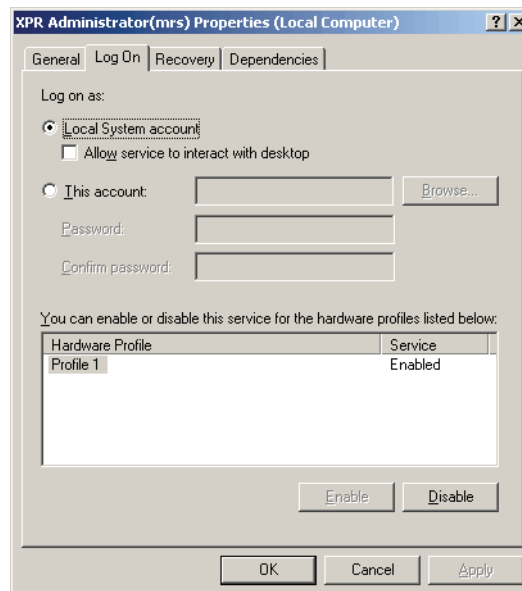 XPR Administrator(mrs) Properties (Local Computer)
General Log On Recovery Dependencies
Log on as:
Local System account
Allow service to interact with desktop
This account: Browse...
Password:
Confirm password:
You can enable or disable this service for the hardware profiles listed below:
Hardware Profile Service
Profile 1 Enabled
Enable Disable
OK Cancel Apply